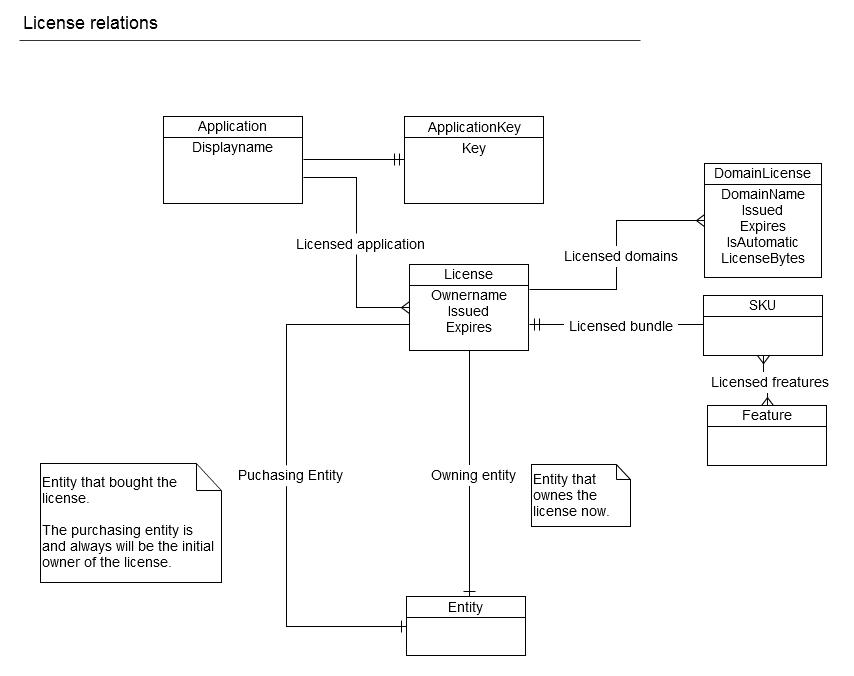 License relations
Application
Displayname
ApplicationKey
Key
DomainLicense
DomainName
Issued
Expires
IsAutomatic
LicenseBytes
Licensed application
Licensed domains
License
Ownername
Issued
Expires
SKU
Licensed bundle
Licensed freatures
Feature
Entity that bought the
license.
The purchasing entity is
and always will be the initial
owner of the license.
Puchasing Entity
Owning entity
Entity that
ownes the
license now.
Entity